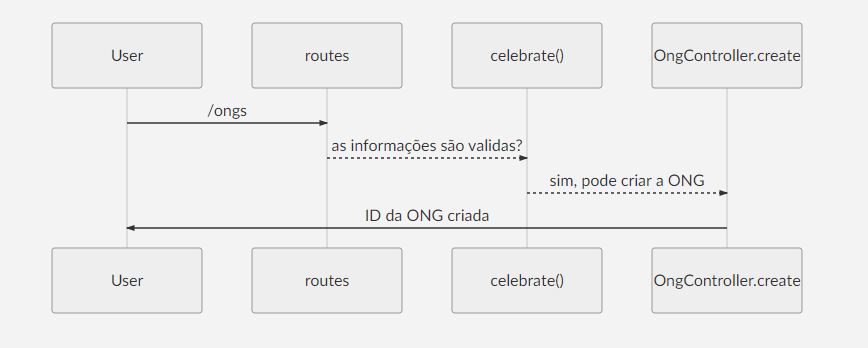 User
routes
celebrate()
OngController.create
/ongs
as informações são validas?
sim, pode criar a ONG
ID da ONG criada
User
routes
celebrate()
OngController.create